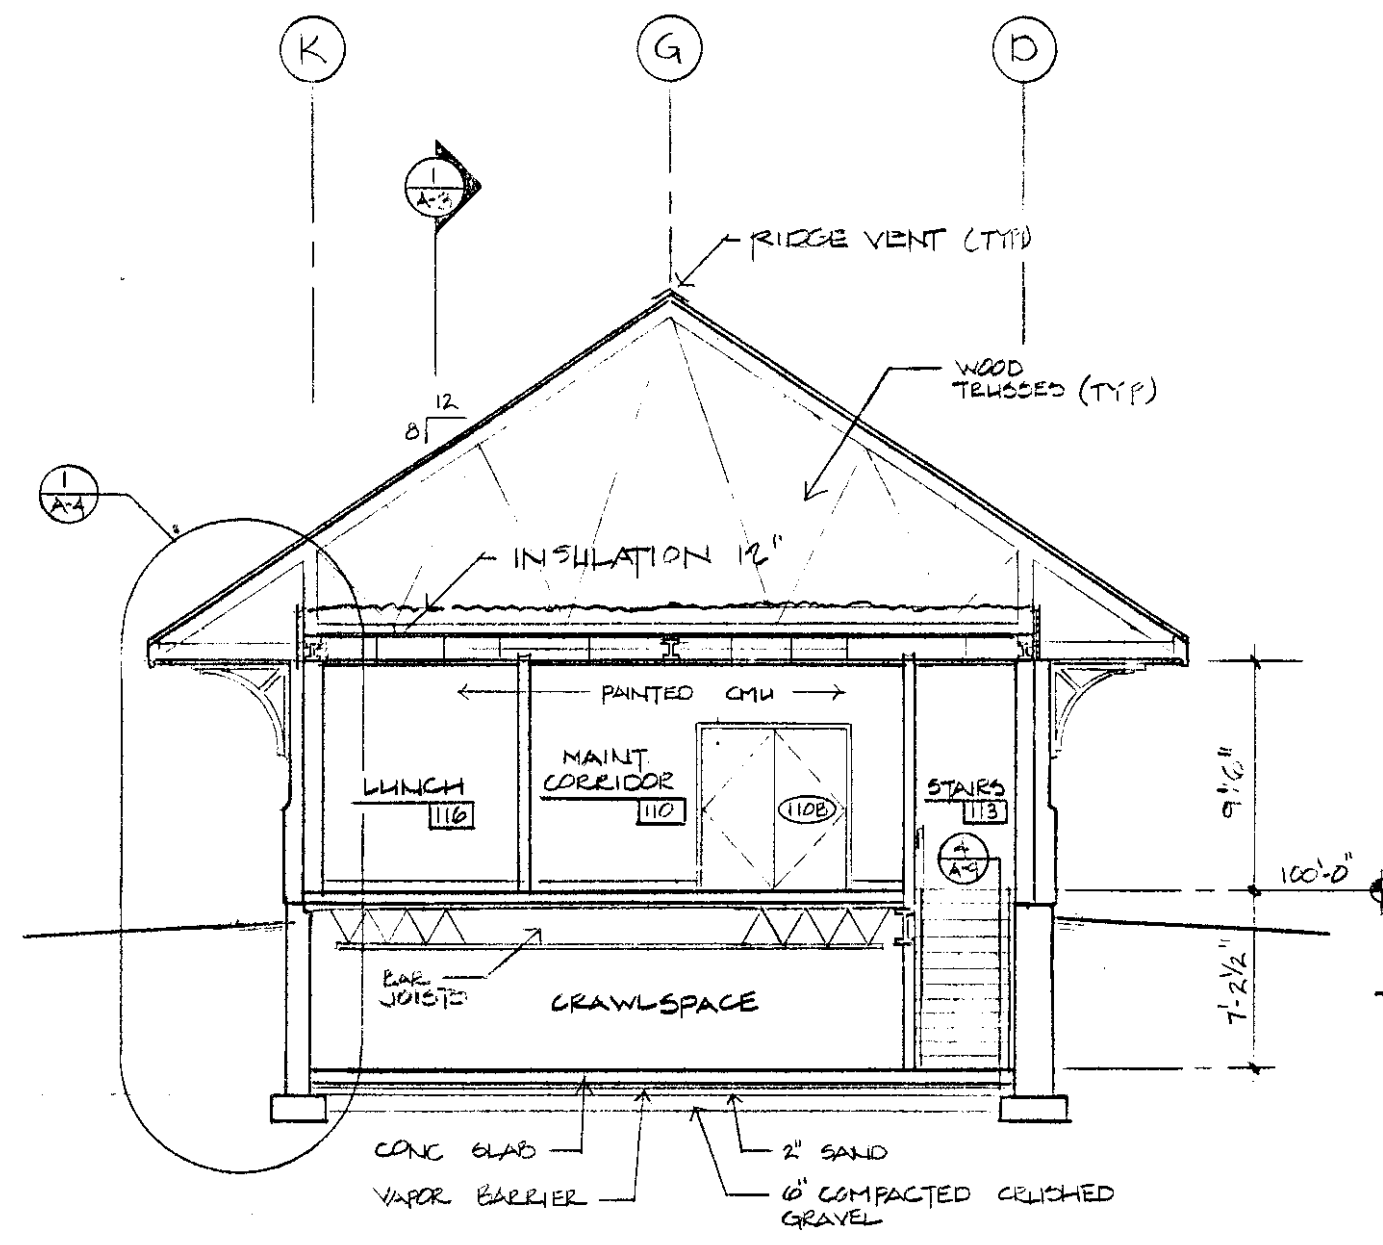 K
G
D
1
A-3
RIDGE VENT (TYP)
WOOD
TRUSSES (TYP)
12
8
1
A-4
INSULATION 12"
PAINTED CMU
LUNCH
116
MAINT.
CORRIDOR
110
110B
STAIRS
113
4
A-9
9'-6"
100'-0"
7'-2 1/2"
BAR
JOISTS
CRAWLSPACE
CONC SLAB
2" SAND
VAPOR BARRIER
6" COMPACTED CRUSHED
GRAVEL